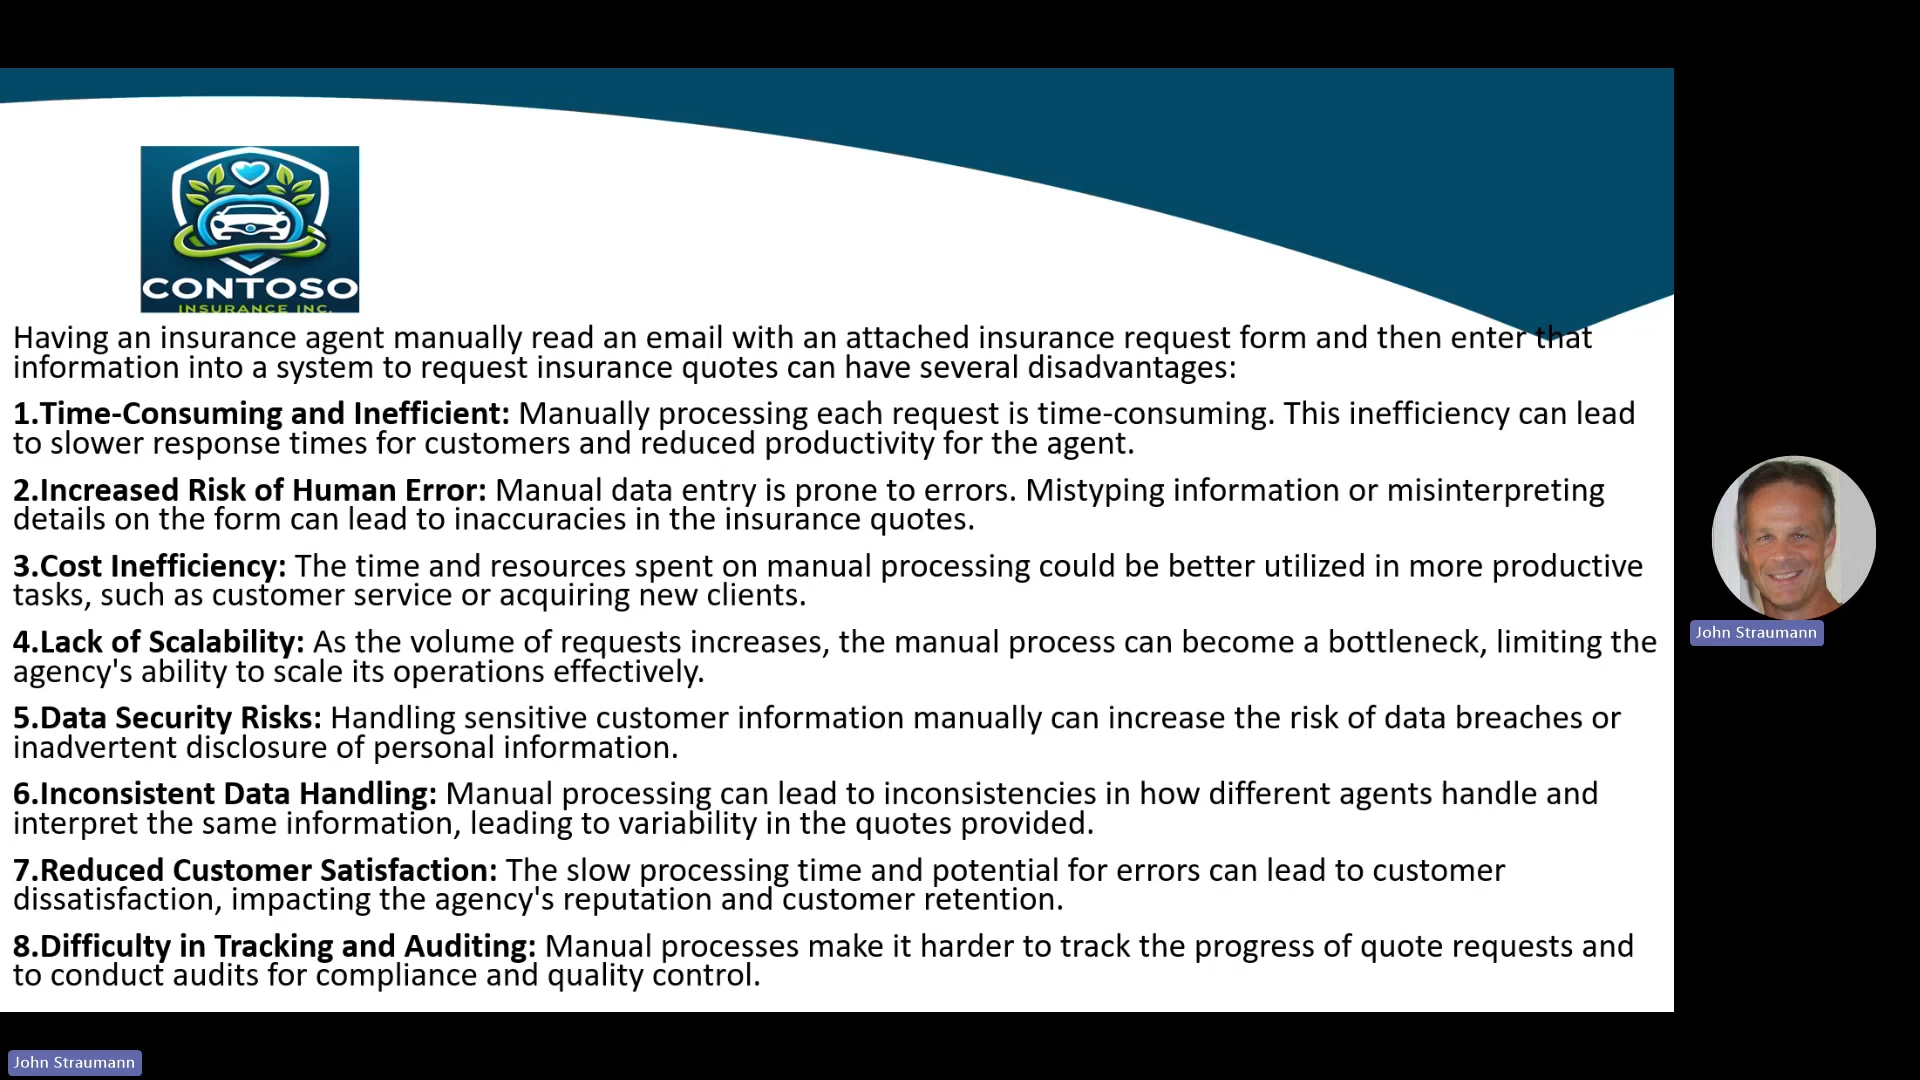 CONTOSO
INSURANCE INC.
Having an insurance agent manually read an email with an attached insurance request form and then enter that
information into a system to request insurance quotes can have several disadvantages:
1.Time-Consuming and Inefficient: Manually processing each request is time-consuming. This inefficiency can lead
to slower response times for customers and reduced productivity for the agent.
2.Increased Risk of Human Error: Manual data entry is prone to errors. Mistyping information or misinterpreting
details on the form can lead to inaccuracies in the insurance quotes.
3.Cost Inefficiency: The time and resources spent on manual processing could be better utilized in more productive
tasks, such as customer service or acquiring new clients.
4.Lack of Scalability: As the volume of requests increases, the manual process can become a bottleneck, limiting the
agency's ability to scale its operations effectively.
5.Data Security Risks: Handling sensitive customer information manually can increase the risk of data breaches or
inadvertent disclosure of personal information.
6.Inconsistent Data Handling: Manual processing can lead to inconsistencies in how different agents handle and
interpret the same information, leading to variability in the quotes provided.
7.Reduced Customer Satisfaction: The slow processing time and potential for errors can lead to customer
dissatisfaction, impacting the agency's reputation and customer retention.
8.Difficulty in Tracking and Auditing: Manual processes make it harder to track the progress of quote requests and
to conduct audits for compliance and quality control.
John Straumann
John Straumann